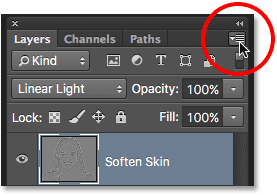 Layers Channels Paths
Kind T
Linear Light Opacity: 100%
Lock: Fill: 100%
Soften Skin